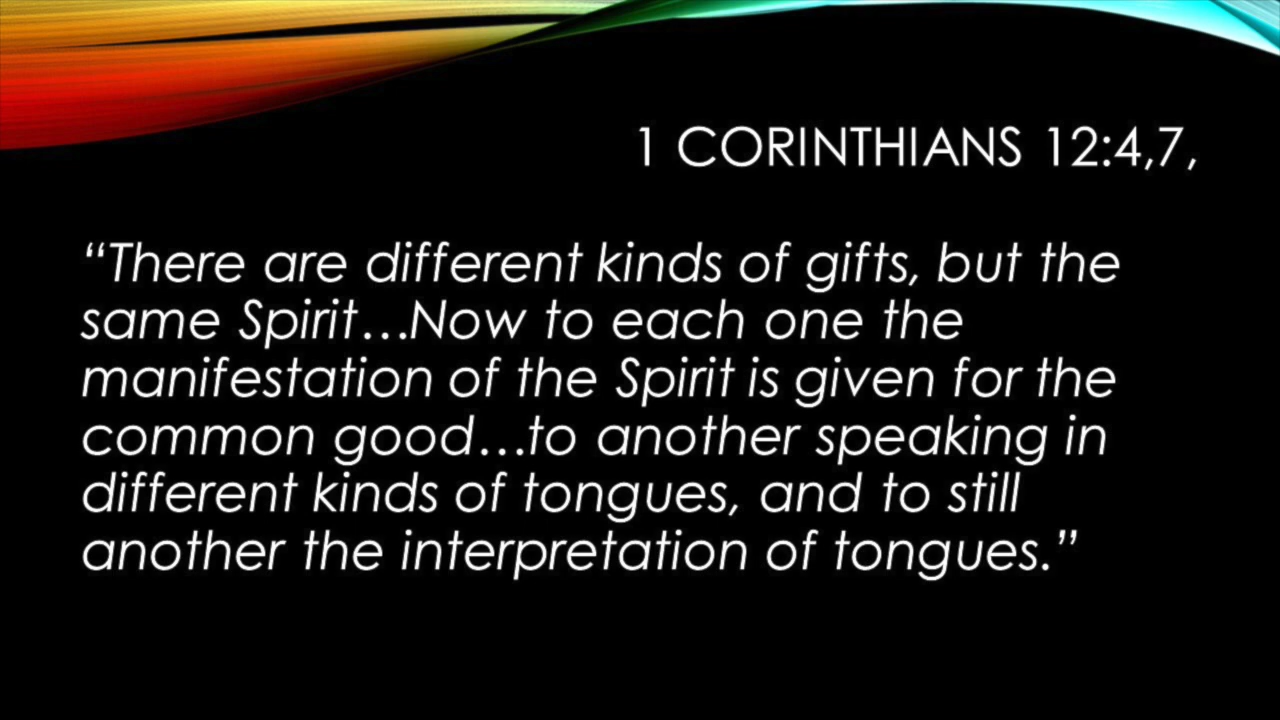 1 CORINTHIANS 12:4,7,
“There are different kinds of gifts, but the
same Spirit…Now to each one the
manifestation of the Spirit is given for the
common good…to another speaking in
different kinds of tongues, and to still
another the interpretation of tongues.”